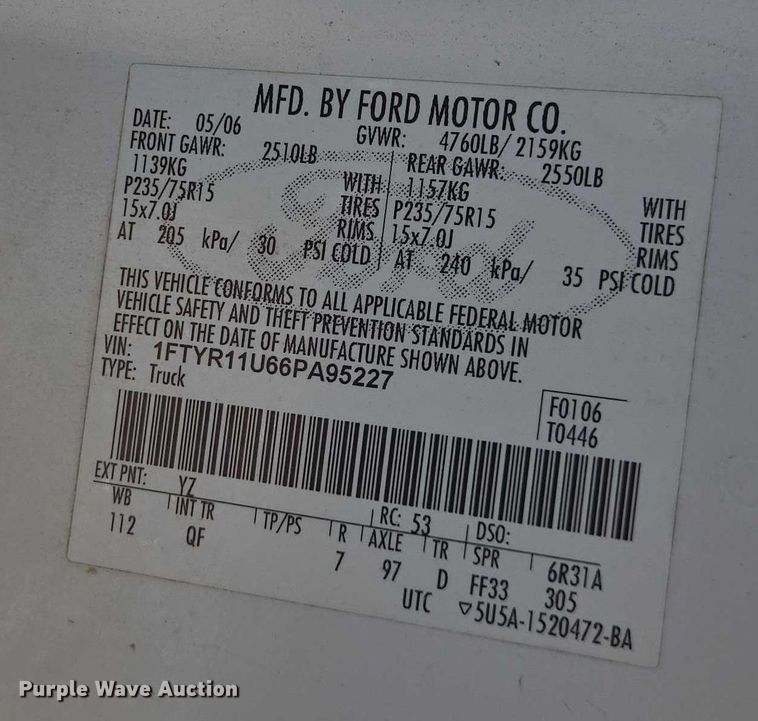 MFD. BY FORD MOTOR CO.
DATE: 05/06 GVWR: 4760LB/ 2159KG
FRONT GAWR: 2510LB REAR GAWR: 2550LB
1139KG WITH 1157KG WITH
P235/75R15 TIRES P235/75R15 TIRES
15x7.0J RIMS 15x7.0J RIMS
AT 205 kPa/ 30 PSI COLD AT 240 kPa/ 35 PSI COLD
Ford
THIS VEHICLE CONFORMS TO ALL APPLICABLE FEDERAL MOTOR
VEHICLE SAFETY AND THEFT PREVENTION STANDARDS IN
EFFECT ON THE DATE OF MANUFACTURE SHOWN ABOVE.
VIN: 1FTYR11U66PA95227
TYPE: Truck
F0106
T0446
EXT PNT: YZ RC: 53 DSO:
WB INT TR TP/PS R AXLE TR SPR 6R31A
112 QF 7 97 D FF33 305
UTC ▽5U5A-1520472-BA
Purple Wave Auction